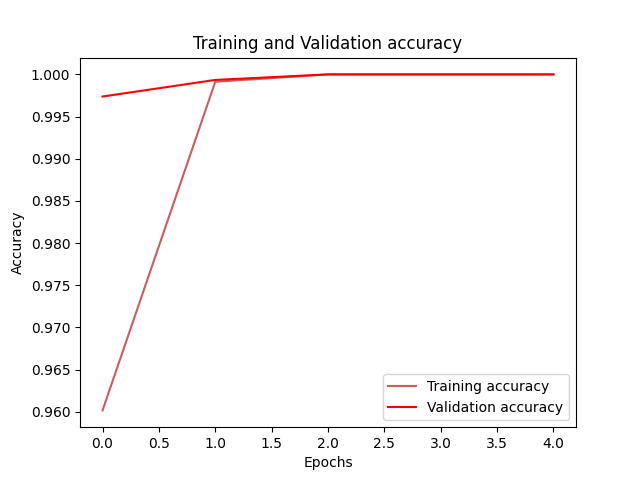 Training and Validation accuracy
Accuracy
1.000
0.995
0.990
0.985
0.980
0.975
0.970
0.965
0.960
Training accuracy
Validation accuracy
0.0 0.5 1.0 1.5 2.0 2.5 3.0 3.5 4.0
Epochs